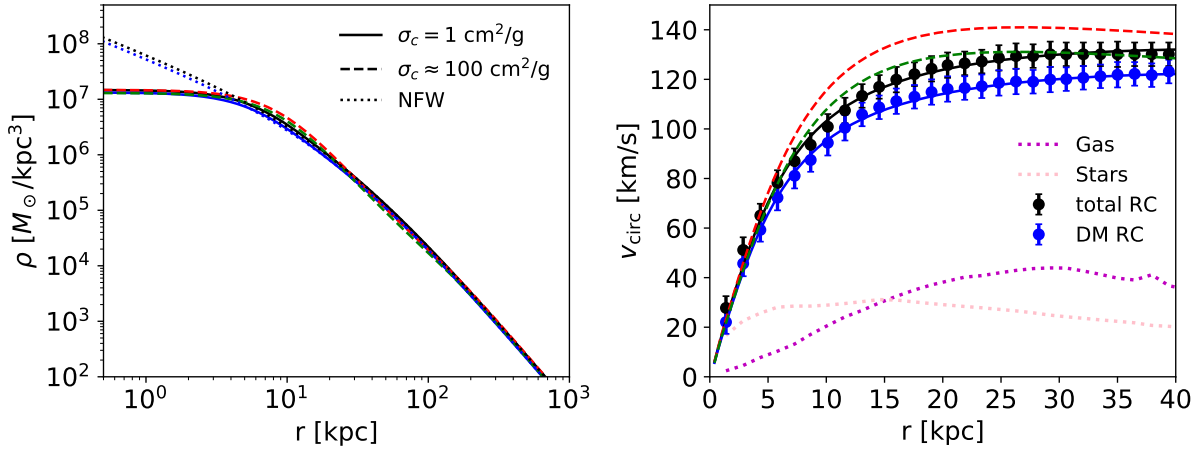 10⁸
10⁷
10⁶
10⁵
10⁴
10³
10²
ρ [M⊙/kpc³]
σc = 1 cm²/g
σc ≈ 100 cm²/g
NFW
10⁰ 10¹ 10² 10³
r [kpc]
140
120
100
80
60
40
20
0
vcirc [km/s]
Gas
Stars
total RC
DM RC
0 5 10 15 20 25 30 35 40
r [kpc]